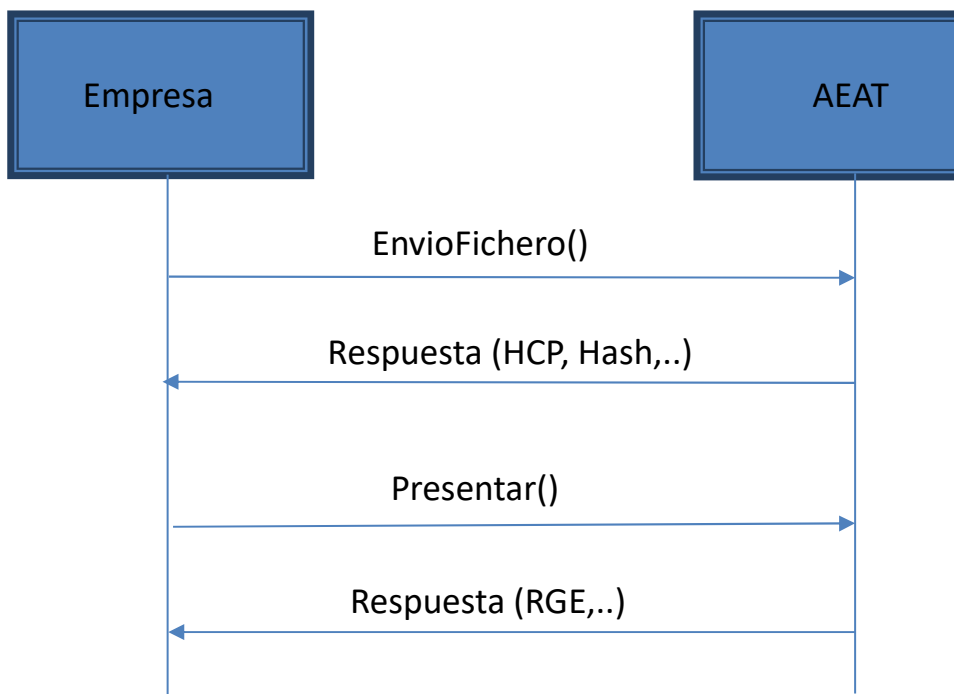 Empresa
AEAT
EnvioFichero()
Respuesta (HCP, Hash,..)
Presentar()
Respuesta (RGE,..)